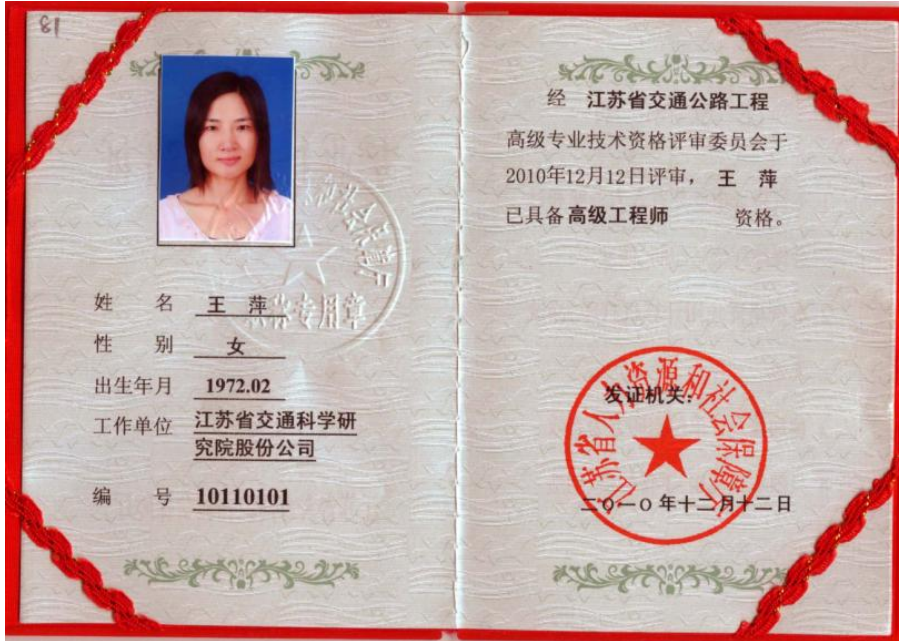 81
姓 名 王 萍
性 别 女
出生年月 1972.02
工作单位 江苏省交通科学研
究院股份公司
编 号 10110101
专用章
经 江苏省交通公路工程
高级专业技术资格评审委员会于
2010年12月12日评审， 王 萍
已具备高级工程师 资格。
江苏省人力资源和社会保障厅
发证机关：
二○一○年十二月十二日